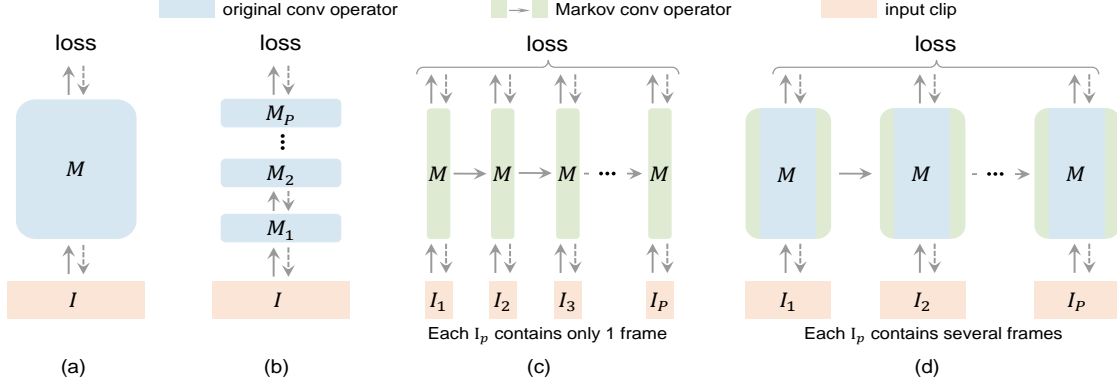 original conv operator Markov conv operator input clip
loss loss loss loss
M_P
M M_2 M M M ... M M M ... M
M_1
I I I_1 I_2 I_3 I_P I_1 I_2 I_P
Each I_p contains only 1 frame Each I_p contains several frames
(a) (b) (c) (d)